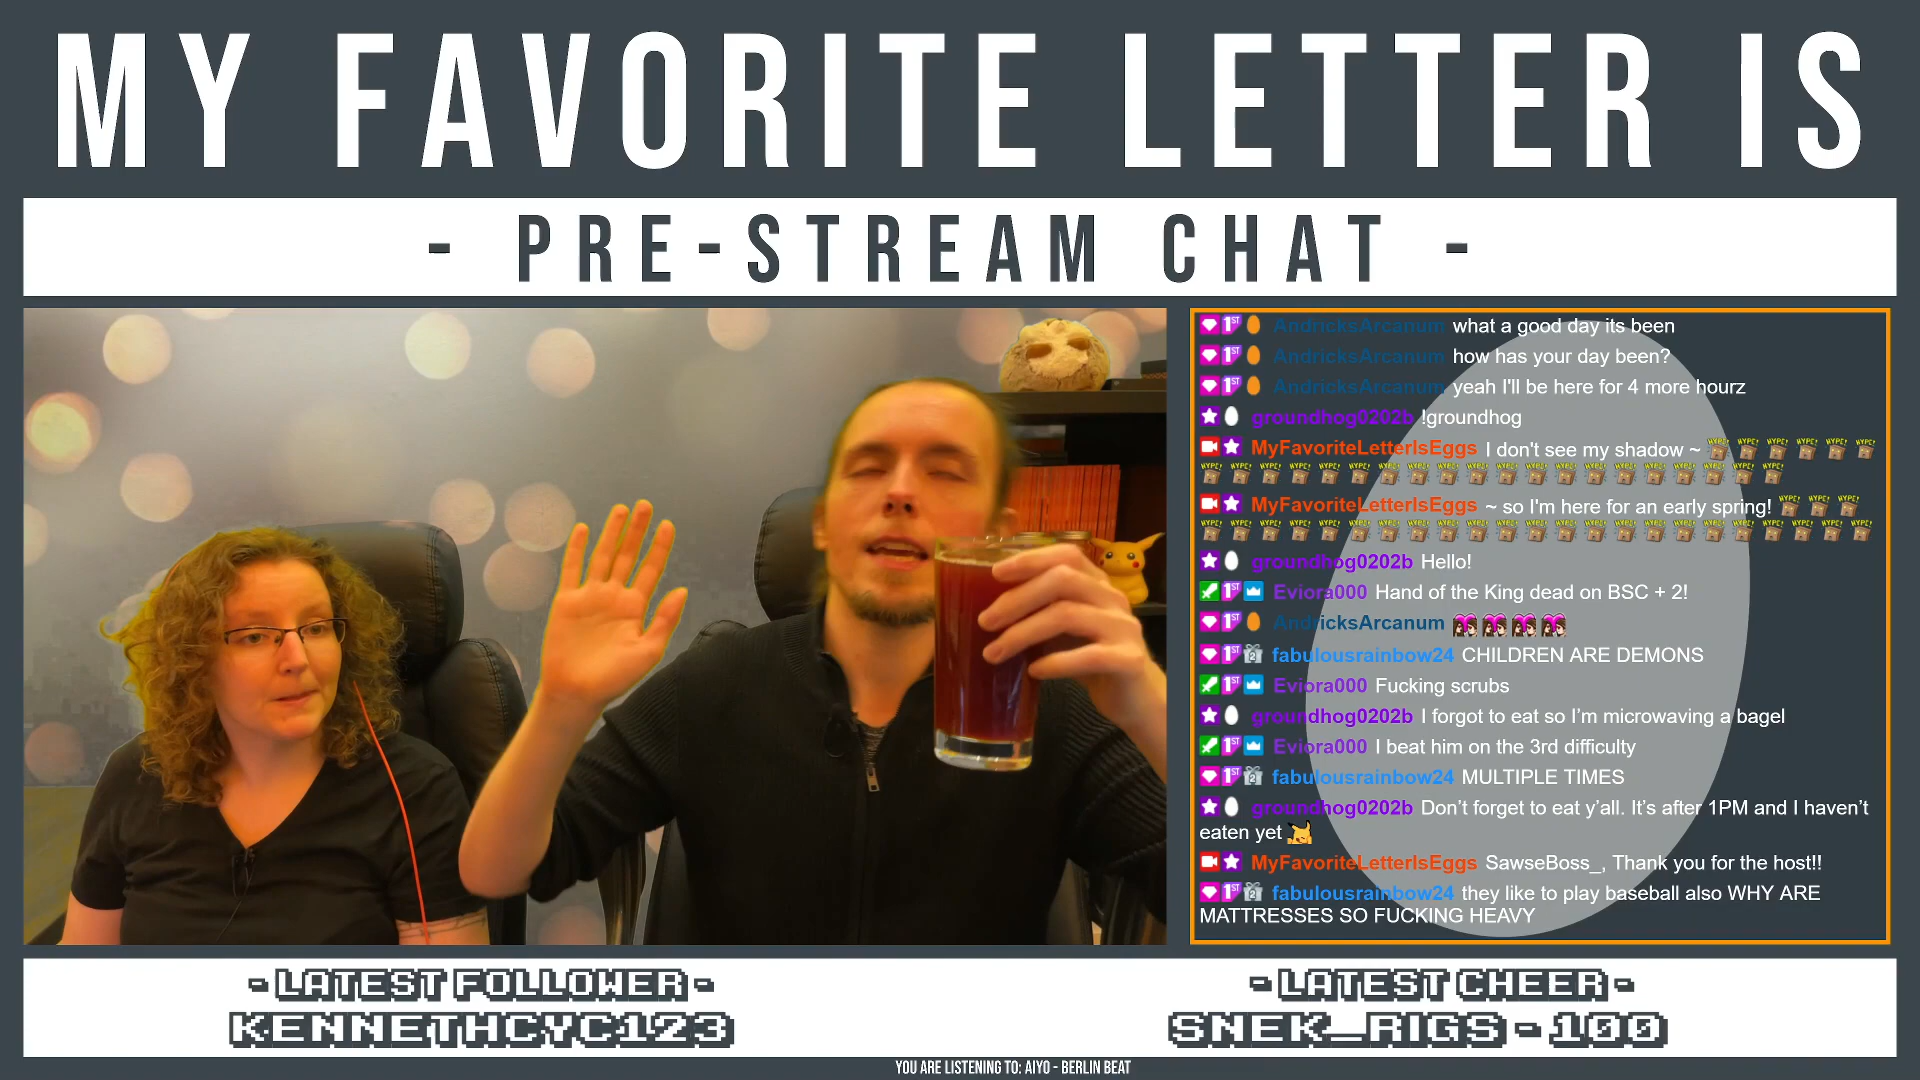 MY FAVORITE LETTER IS
- PRE-STREAM CHAT -
AndricksArcanum what a good day its been
AndricksArcanum how has your day been?
AndricksArcanum yeah I'll be here for 4 more hourz
groundhog0202b !groundhog
MyFavoriteLetterIsEggs I don't see my shadow ~
MyFavoriteLetterIsEggs ~ so I'm here for an early spring!
groundhog0202b Hello!
Eviora000 Hand of the King dead on BSC + 2!
AndricksArcanum
fabulousrainbow24 CHILDREN ARE DEMONS
Eviora000 Fucking scrubs
groundhog0202b I forgot to eat so I’m microwaving a bagel
Eviora000 I beat him on the 3rd difficulty
fabulousrainbow24 MULTIPLE TIMES
groundhog0202b Don’t forget to eat y’all. It’s after 1PM and I haven’t
eaten yet
MyFavoriteLetterIsEggs SawseBoss_, Thank you for the host!!
fabulousrainbow24 they like to play baseball also WHY ARE
MATTRESSES SO FUCKING HEAVY
- LATEST FOLLOWER -
KENNETHCYC123
- LATEST CHEER -
SNEK_RIGS - 100
YOU ARE LISTENING TO: AIYO - BERLIN BEAT